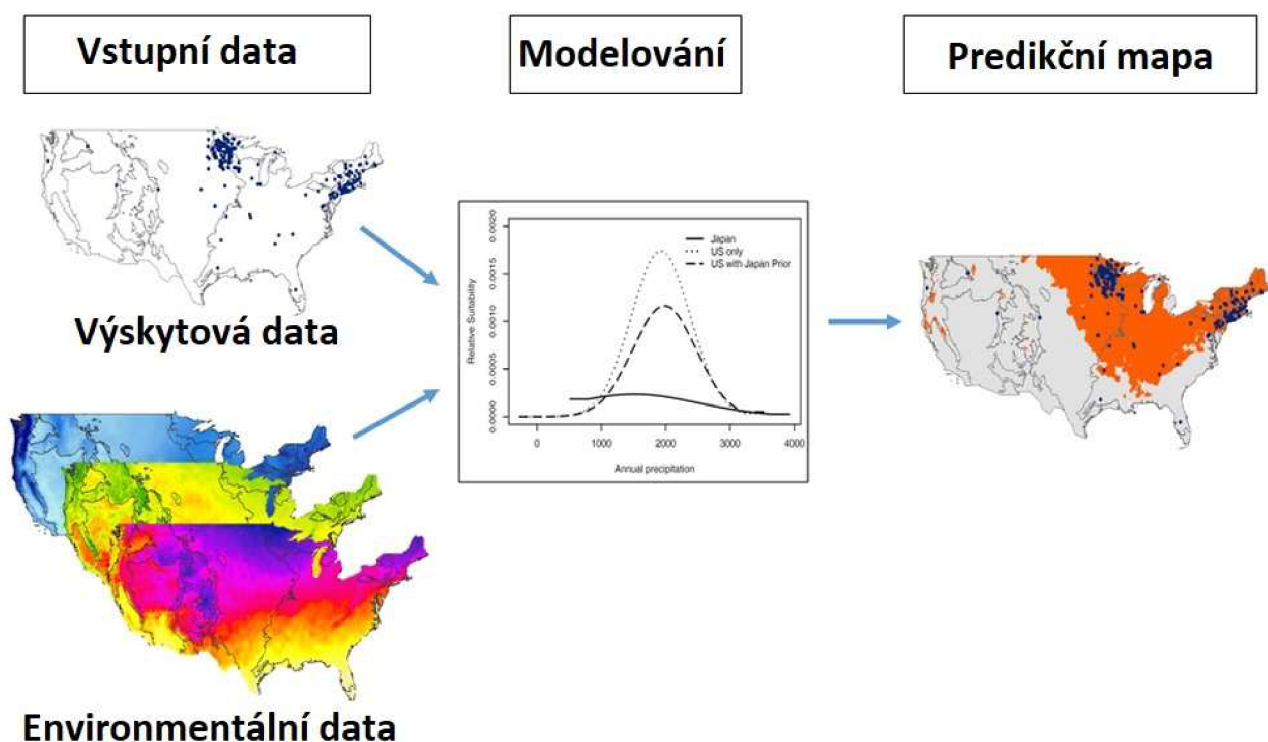 Vstupní data
Modelování
Predikční mapa
Výskytová data
Environmentální data
Relative Suitability
0.0020
0.0015
0.0010
0.0005
0.0000
Japan
US only
US with Japan Prior
0 1000 2000 3000 4000
Annual precipitation